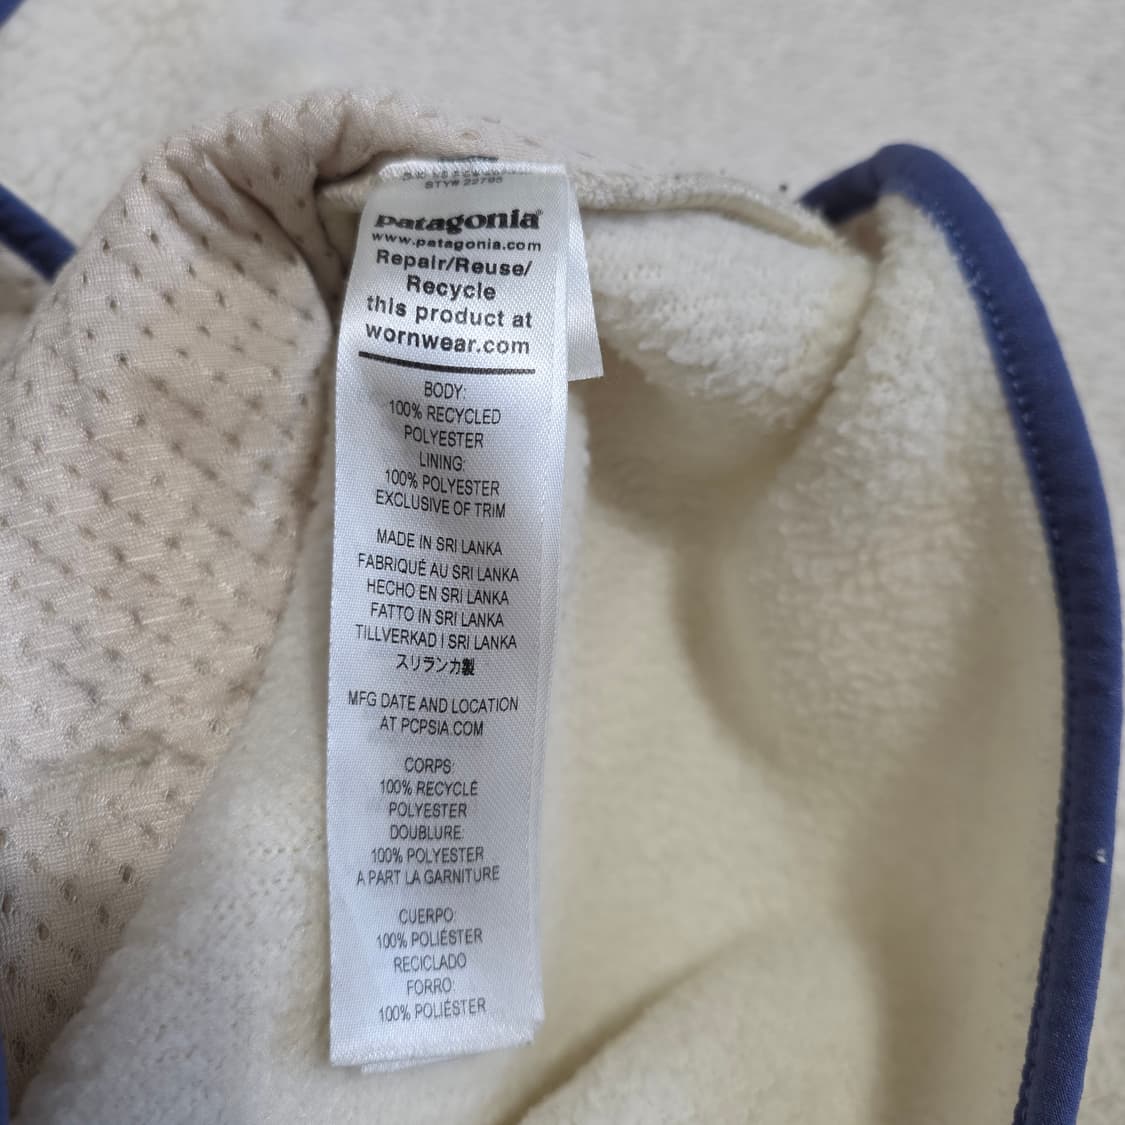 STY# 22795
patagonia®
www.patagonia.com
Repair/Reuse/
Recycle
this product at
wornwear.com
BODY:
100% RECYCLED
POLYESTER
LINING:
100% POLYESTER
EXCLUSIVE OF TRIM
MADE IN SRI LANKA
FABRIQUÉ AU SRI LANKA
HECHO EN SRI LANKA
FATTO IN SRI LANKA
TILLVERKAD I SRI LANKA
スリランカ製
MFG DATE AND LOCATION
AT PCPSIA.COM
CORPS:
100% RECYCLÉ
POLYESTER
DOUBLURE:
100% POLYESTER
A PART LA GARNITURE
CUERPO:
100% POLIÉSTER
RECICLADO
FORRO:
100% POLIÉSTER